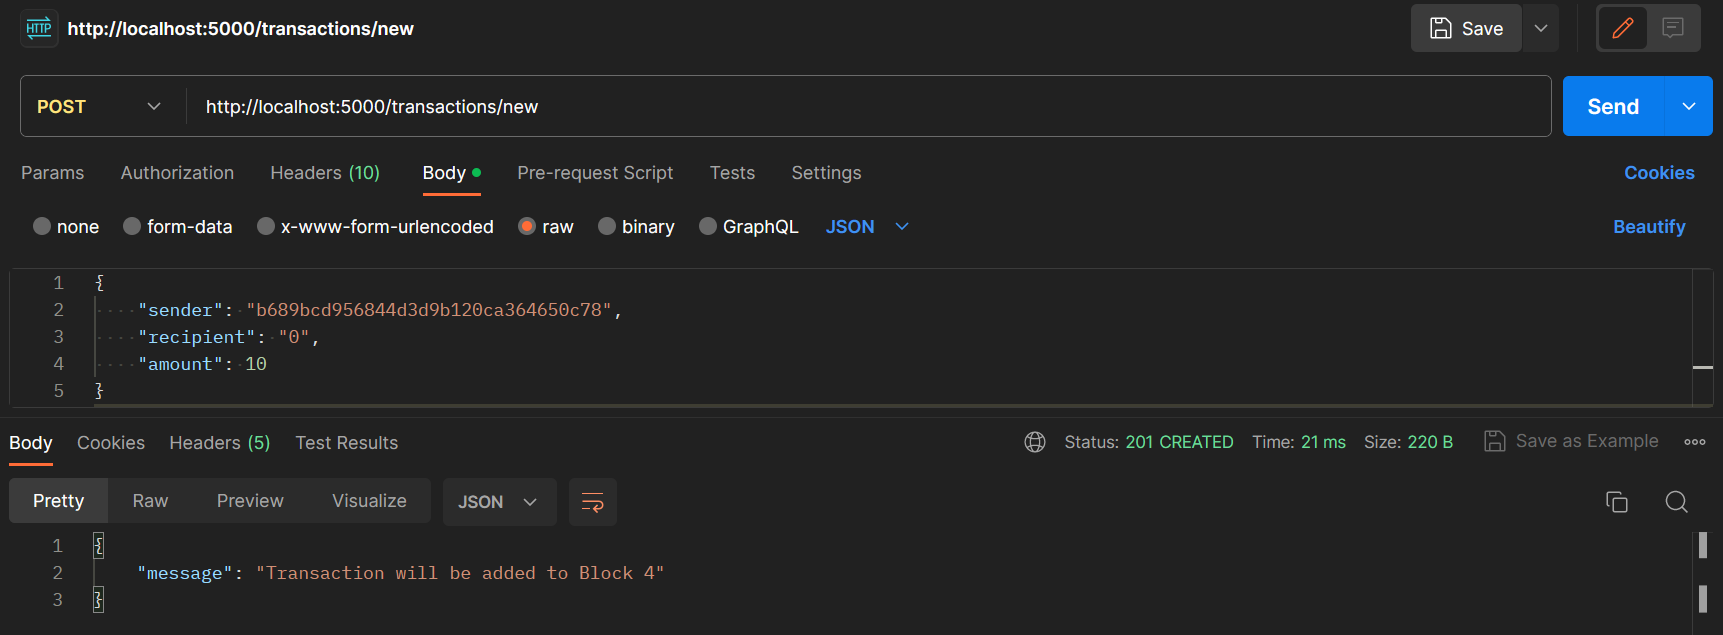 HTTP http://localhost:5000/transactions/new Save
POST http://localhost:5000/transactions/new Send
Params Authorization Headers (10) Body Pre-request Script Tests Settings Cookies
none form-data x-www-form-urlencoded raw binary GraphQL JSON Beautify
1 {
2 ····"sender":·"b689bcd956844d3d9b120ca364650c78",
3 ····"recipient":·"0",
4 ····"amount":·10
5 }
Body Cookies Headers (5) Test Results Status: 201 CREATED Time: 21 ms Size: 220 B Save as Example
Pretty Raw Preview Visualize JSON
1 {
2 "message": "Transaction will be added to Block 4"
3 }